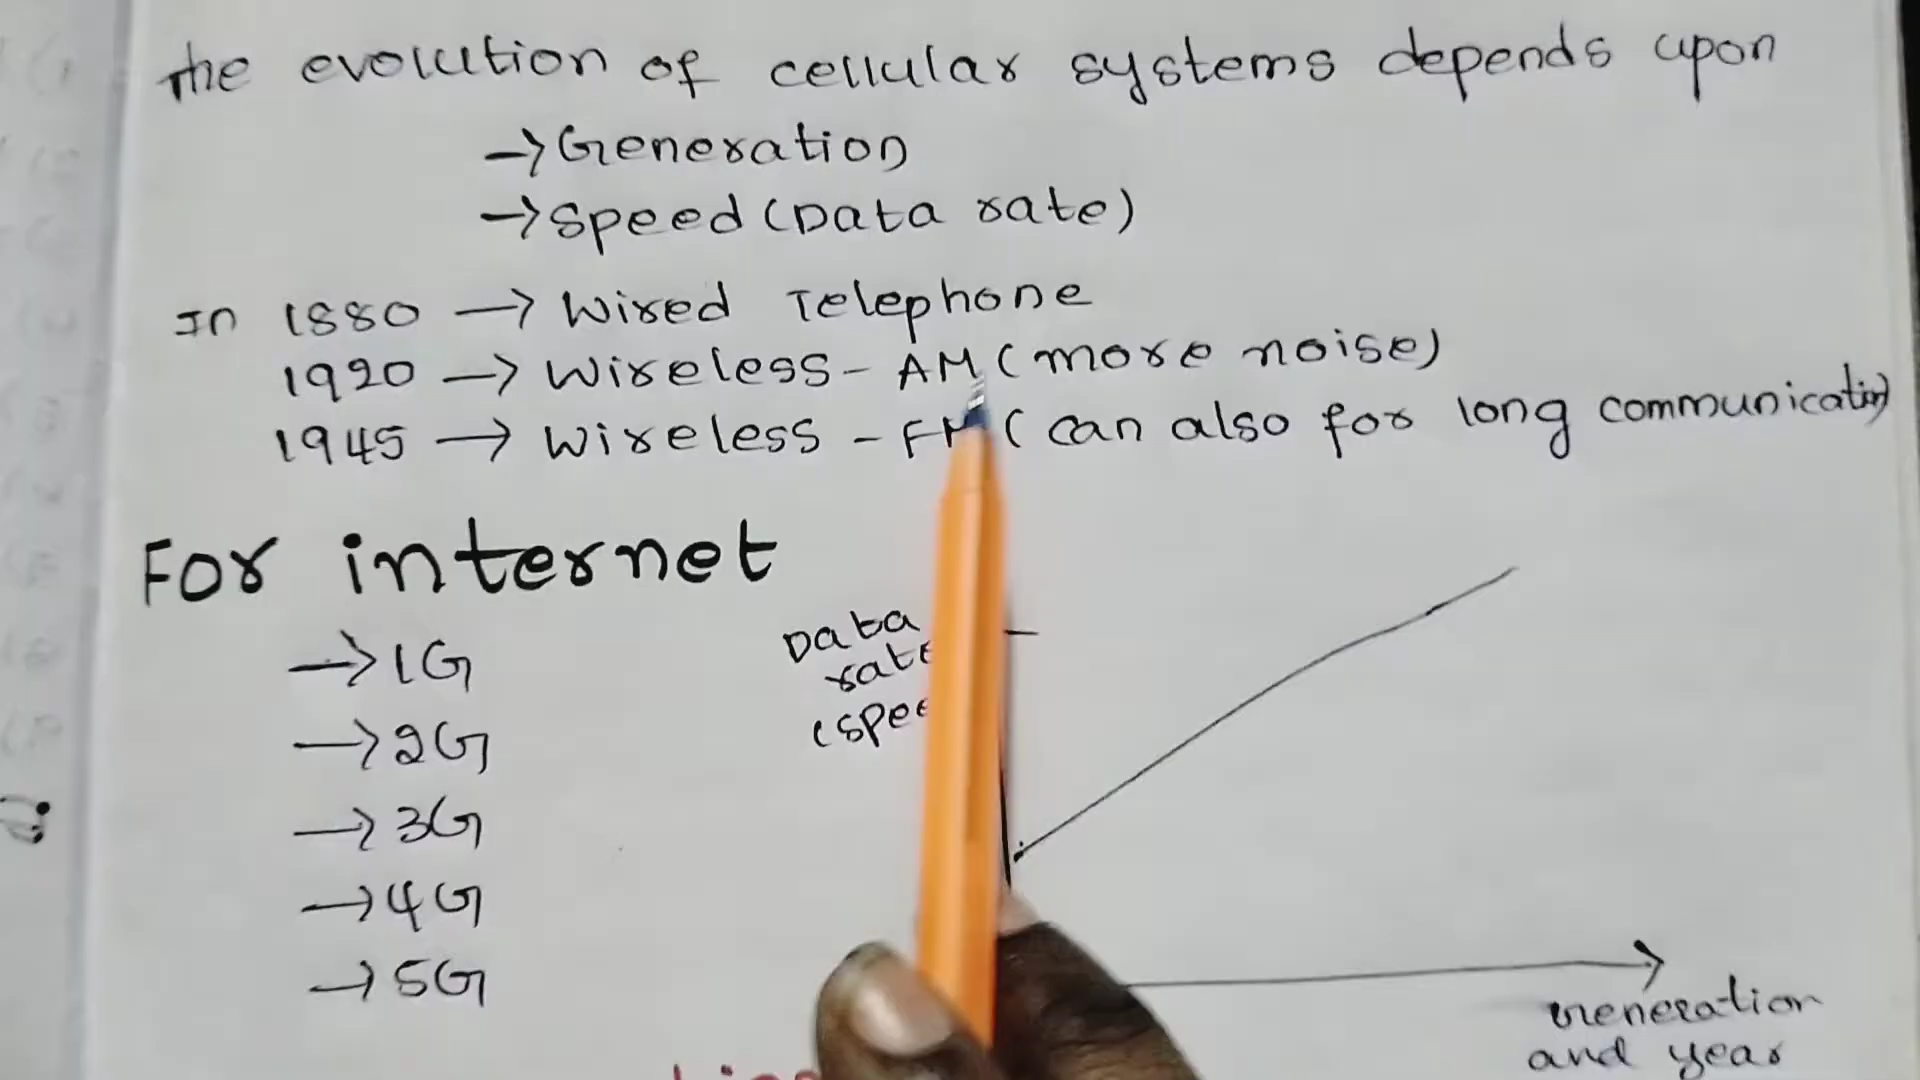 The evolution of cellular systems depends upon
→Generation
→Speed (Data rate)
In 1880 → Wired Telephone
1920 → Wireless - AM (more noise)
1945 → Wireless - FM (can also for long communication)
For internet
→1G
→2G
→3G
→4G
→5G
Data
rate
Generation
and year